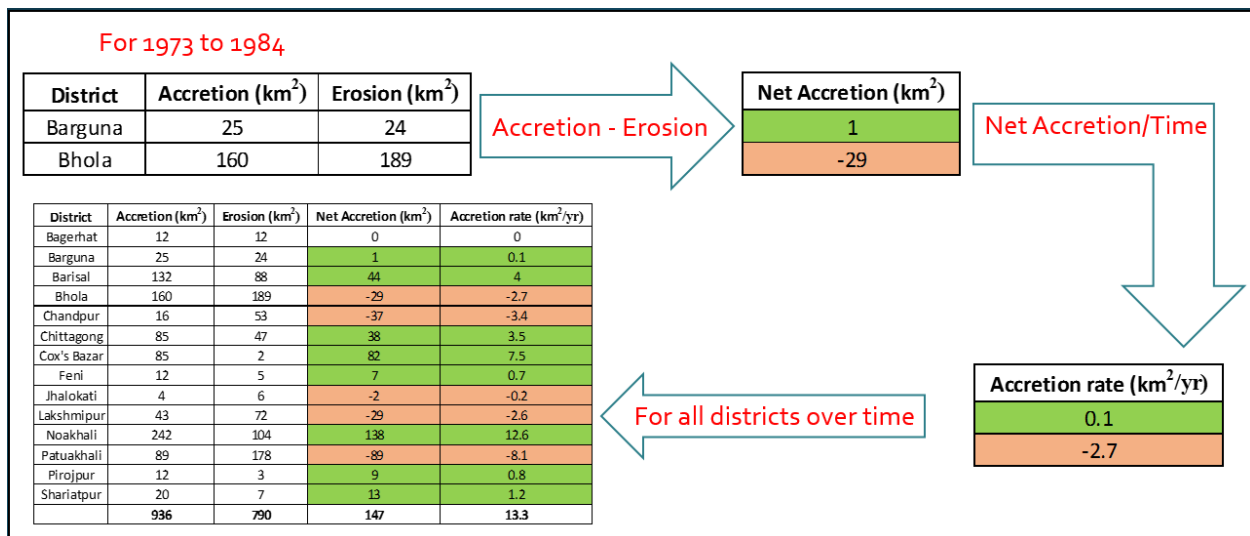 For 1973 to 1984
District Accretion (km²) Erosion (km²)
Barguna 25 24
Bhola 160 189
Accretion - Erosion
Net Accretion (km²)
1
-29
Net Accretion/Time
Accretion rate (km²/yr)
0.1
-2.7
For all districts over time
District Accretion (km²) Erosion (km²) Net Accretion (km²) Accretion rate (km²/yr)
Bagerhat 12 12 0 0
Barguna 25 24 1 0.1
Barisal 132 88 44 4
Bhola 160 189 -29 -2.7
Chandpur 16 53 -37 -3.4
Chittagong 85 47 38 3.5
Cox's Bazar 85 2 82 7.5
Feni 12 5 7 0.7
Jhalokati 4 6 -2 -0.2
Lakshmipur 43 72 -29 -2.6
Noakhali 242 104 138 12.6
Patuakhali 89 178 -89 -8.1
Pirojpur 12 3 9 0.8
Shariatpur 20 7 13 1.2
936 790 147 13.3